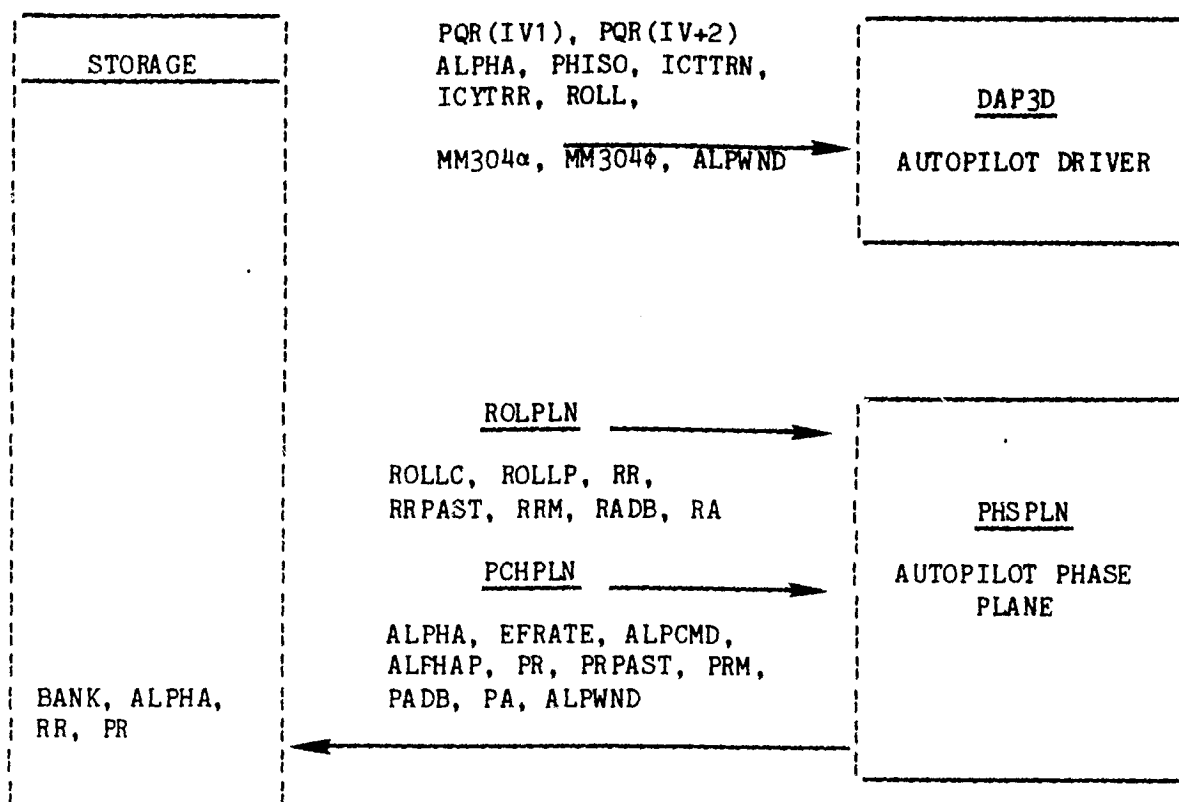 STORAGE
PQR(IV1), PQR(IV+2)
ALPHA, PHISO, ICTTRN,
ICYTRR, ROLL,
MM304α, MM304ϕ, ALPWND
DAP3D
AUTOPILOT DRIVER
ROLPLN
ROLLC, ROLLP, RR,
RRPAST, RRM, RADB, RA
PCHPLN
ALPHA, EFRATE, ALPCMD,
ALFHAP, PR, PRPAST, PRM,
PADB, PA, ALPWND
PHSPLN
AUTOPILOT PHASE
PLANE
BANK, ALPHA,
RR, PR